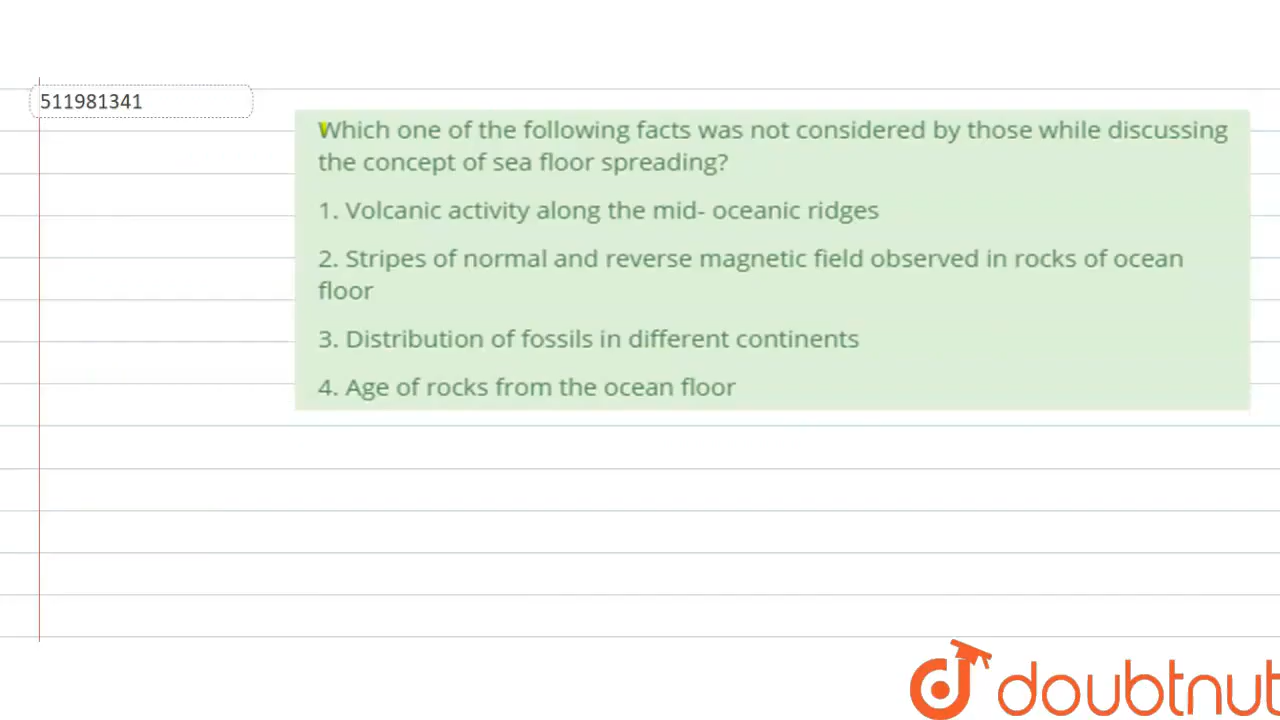 511981341
Which one of the following facts was not considered by those while discussing
the concept of sea floor spreading?
1. Volcanic activity along the mid- oceanic ridges
2. Stripes of normal and reverse magnetic field observed in rocks of ocean
floor
3. Distribution of fossils in different continents
4. Age of rocks from the ocean floor
doubtnut